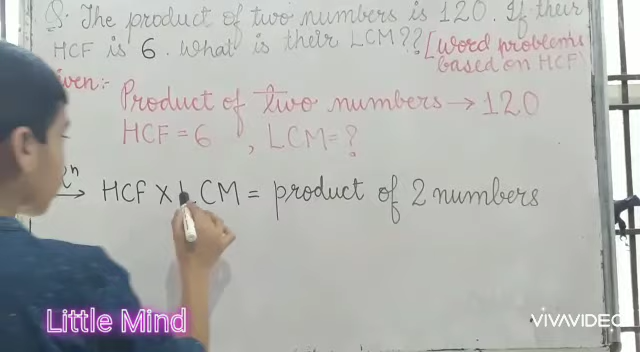 Q. The product of two numbers is 120. If their
HCF is 6. What is their LCM?? [Word problems
based on HCF]
Product of two numbers → 120
HCF = 6, LCM = ?
→ HCF X LCM = product of 2 numbers
Little Mind
VIVAVIDEO